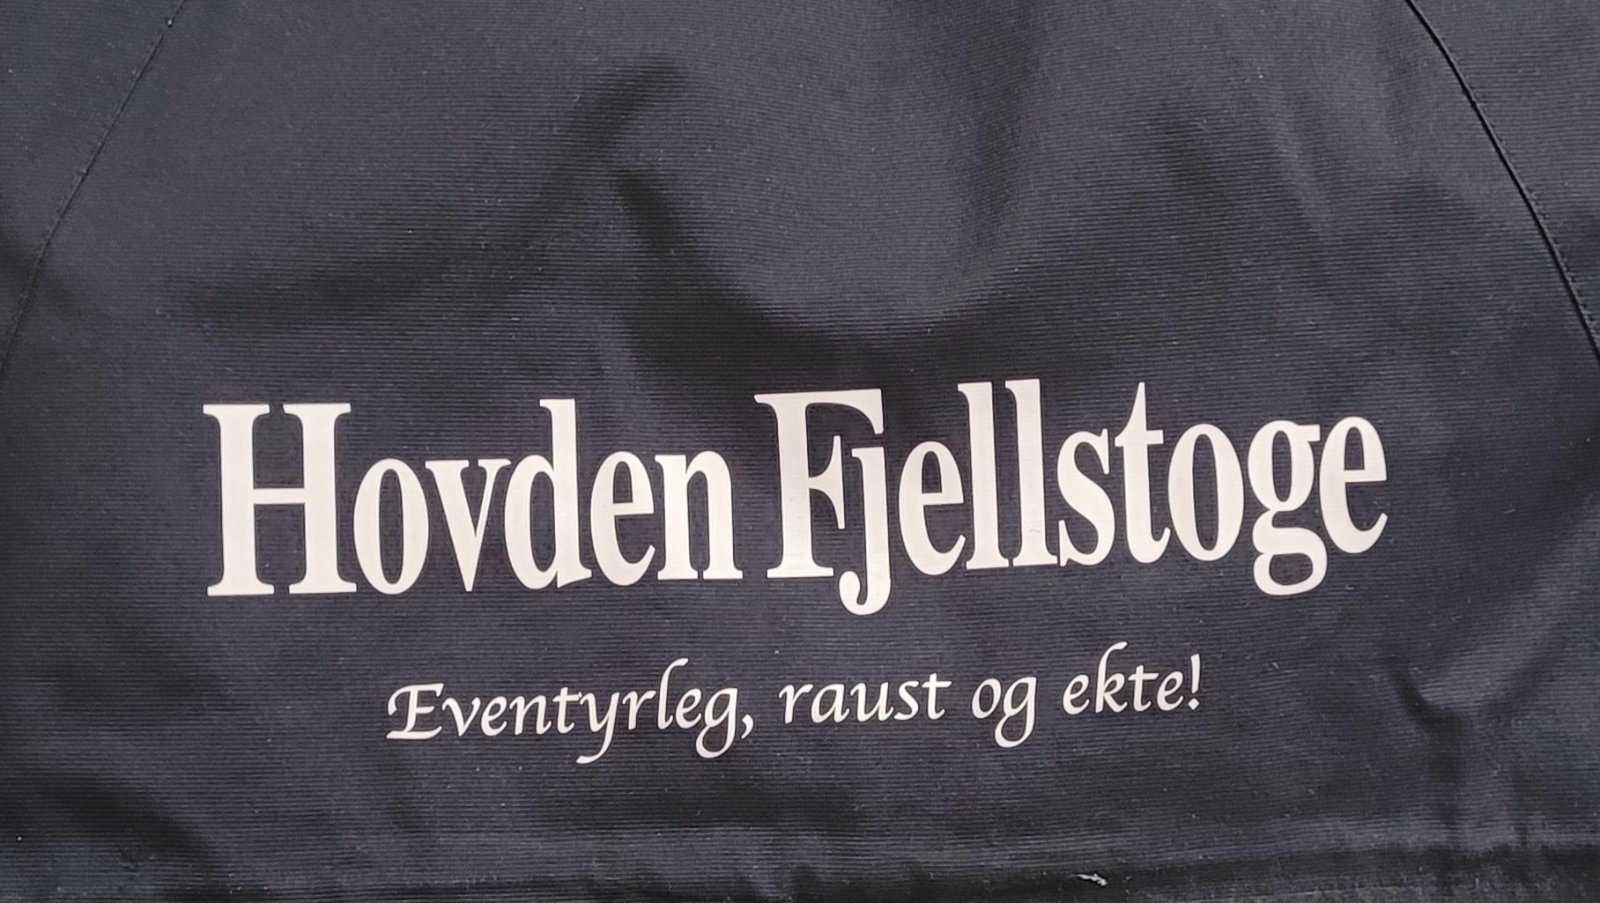 Hovden Fjellstoge
Eventyrleg, raust og ekte!